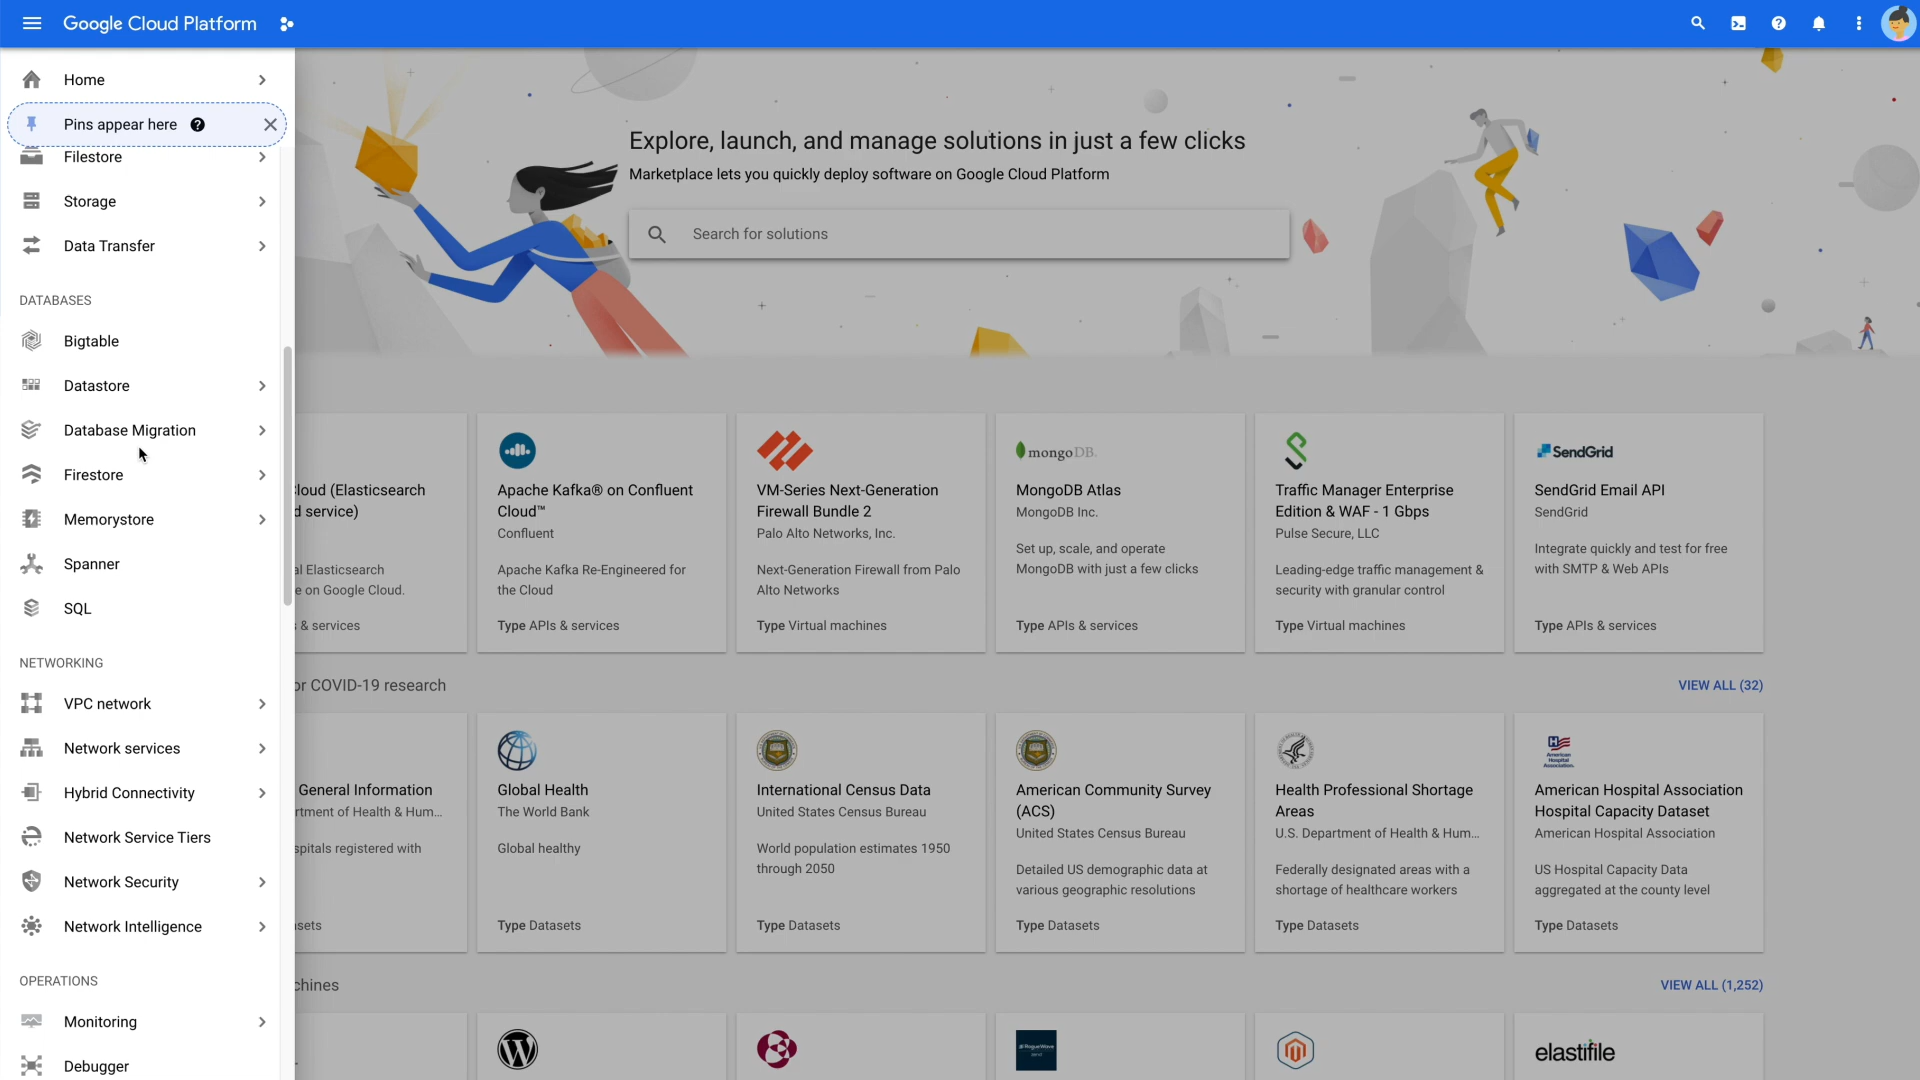 Google Cloud Platform
Home
Pins appear here
Filestore
Storage
Data Transfer
DATABASES
Bigtable
Datastore
Database Migration
Firestore
Memorystore
Spanner
SQL
NETWORKING
VPC network
Network services
Hybrid Connectivity
Network Service Tiers
Network Security
Network Intelligence
OPERATIONS
Monitoring
Debugger
Explore, launch, and manage solutions in just a few clicks
Marketplace lets you quickly deploy software on Google Cloud Platform
Search for solutions
loud (Elasticsearch
d service)
al Elasticsearch
e on Google Cloud.
& services
Apache Kafka® on Confluent
Cloud™
Confluent
Apache Kafka Re-Engineered for
the Cloud
Type APIs & services
VM-Series Next-Generation
Firewall Bundle 2
Palo Alto Networks, Inc.
Next-Generation Firewall from Palo
Alto Networks
Type Virtual machines
mongoDB.
MongoDB Atlas
MongoDB Inc.
Set up, scale, and operate
MongoDB with just a few clicks
Type APIs & services
Traffic Manager Enterprise
Edition & WAF - 1 Gbps
Pulse Secure, LLC
Leading-edge traffic management &
security with granular control
Type Virtual machines
SendGrid
SendGrid Email API
SendGrid
Integrate quickly and test for free
with SMTP & Web APIs
Type APIs & services
or COVID-19 research
VIEW ALL (32)
General Information
rtment of Health & Hum...
spitals registered with
sets
Global Health
The World Bank
Global healthy
Type Datasets
International Census Data
United States Census Bureau
World population estimates 1950
through 2050
Type Datasets
American Community Survey
(ACS)
United States Census Bureau
Detailed US demographic data at
various geographic resolutions
Type Datasets
Health Professional Shortage
Areas
U.S. Department of Health & Hum...
Federally designated areas with a
shortage of healthcare workers
Type Datasets
American
Hospital
Association.
American Hospital Association
Hospital Capacity Dataset
American Hospital Association
US Hospital Capacity Data
aggregated at the county level
Type Datasets
chines
VIEW ALL (1,252)
RogueWave
zend
elastifile